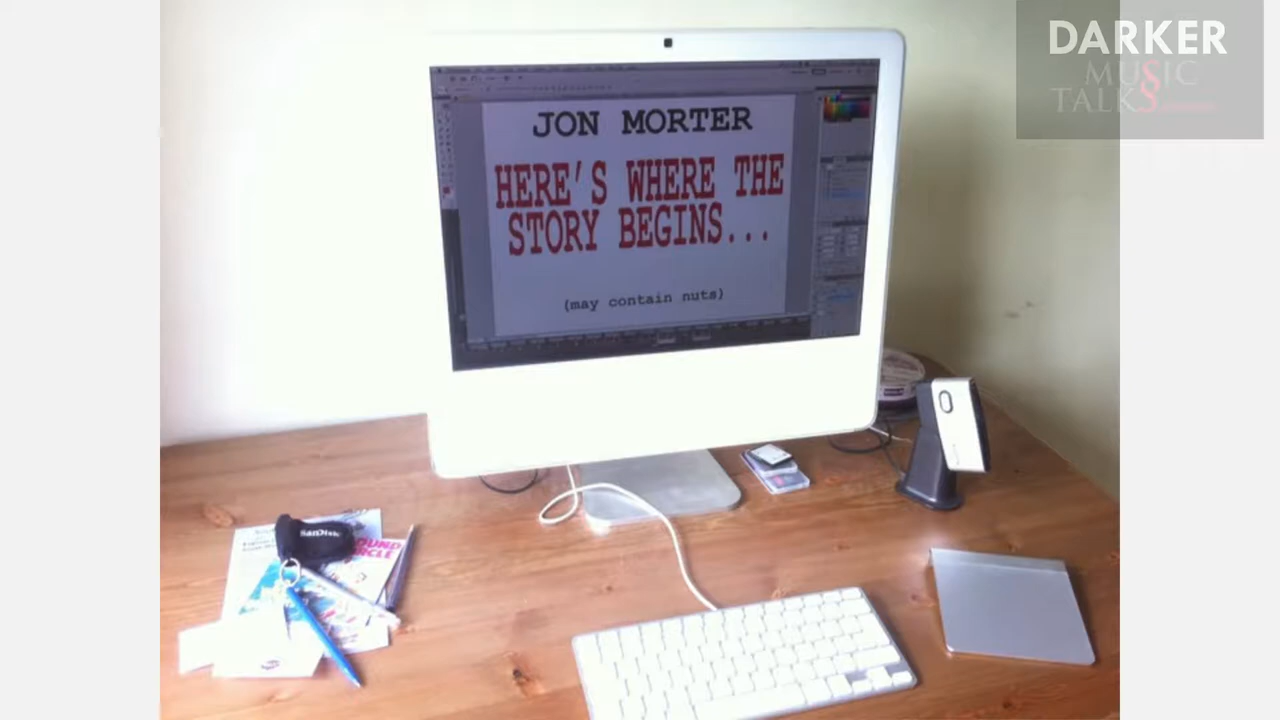 DARKER
MUSIC
TALKS
JON MORTER
HERE'S WHERE THE
STORY BEGINS...
(may contain nuts)
SanDisk